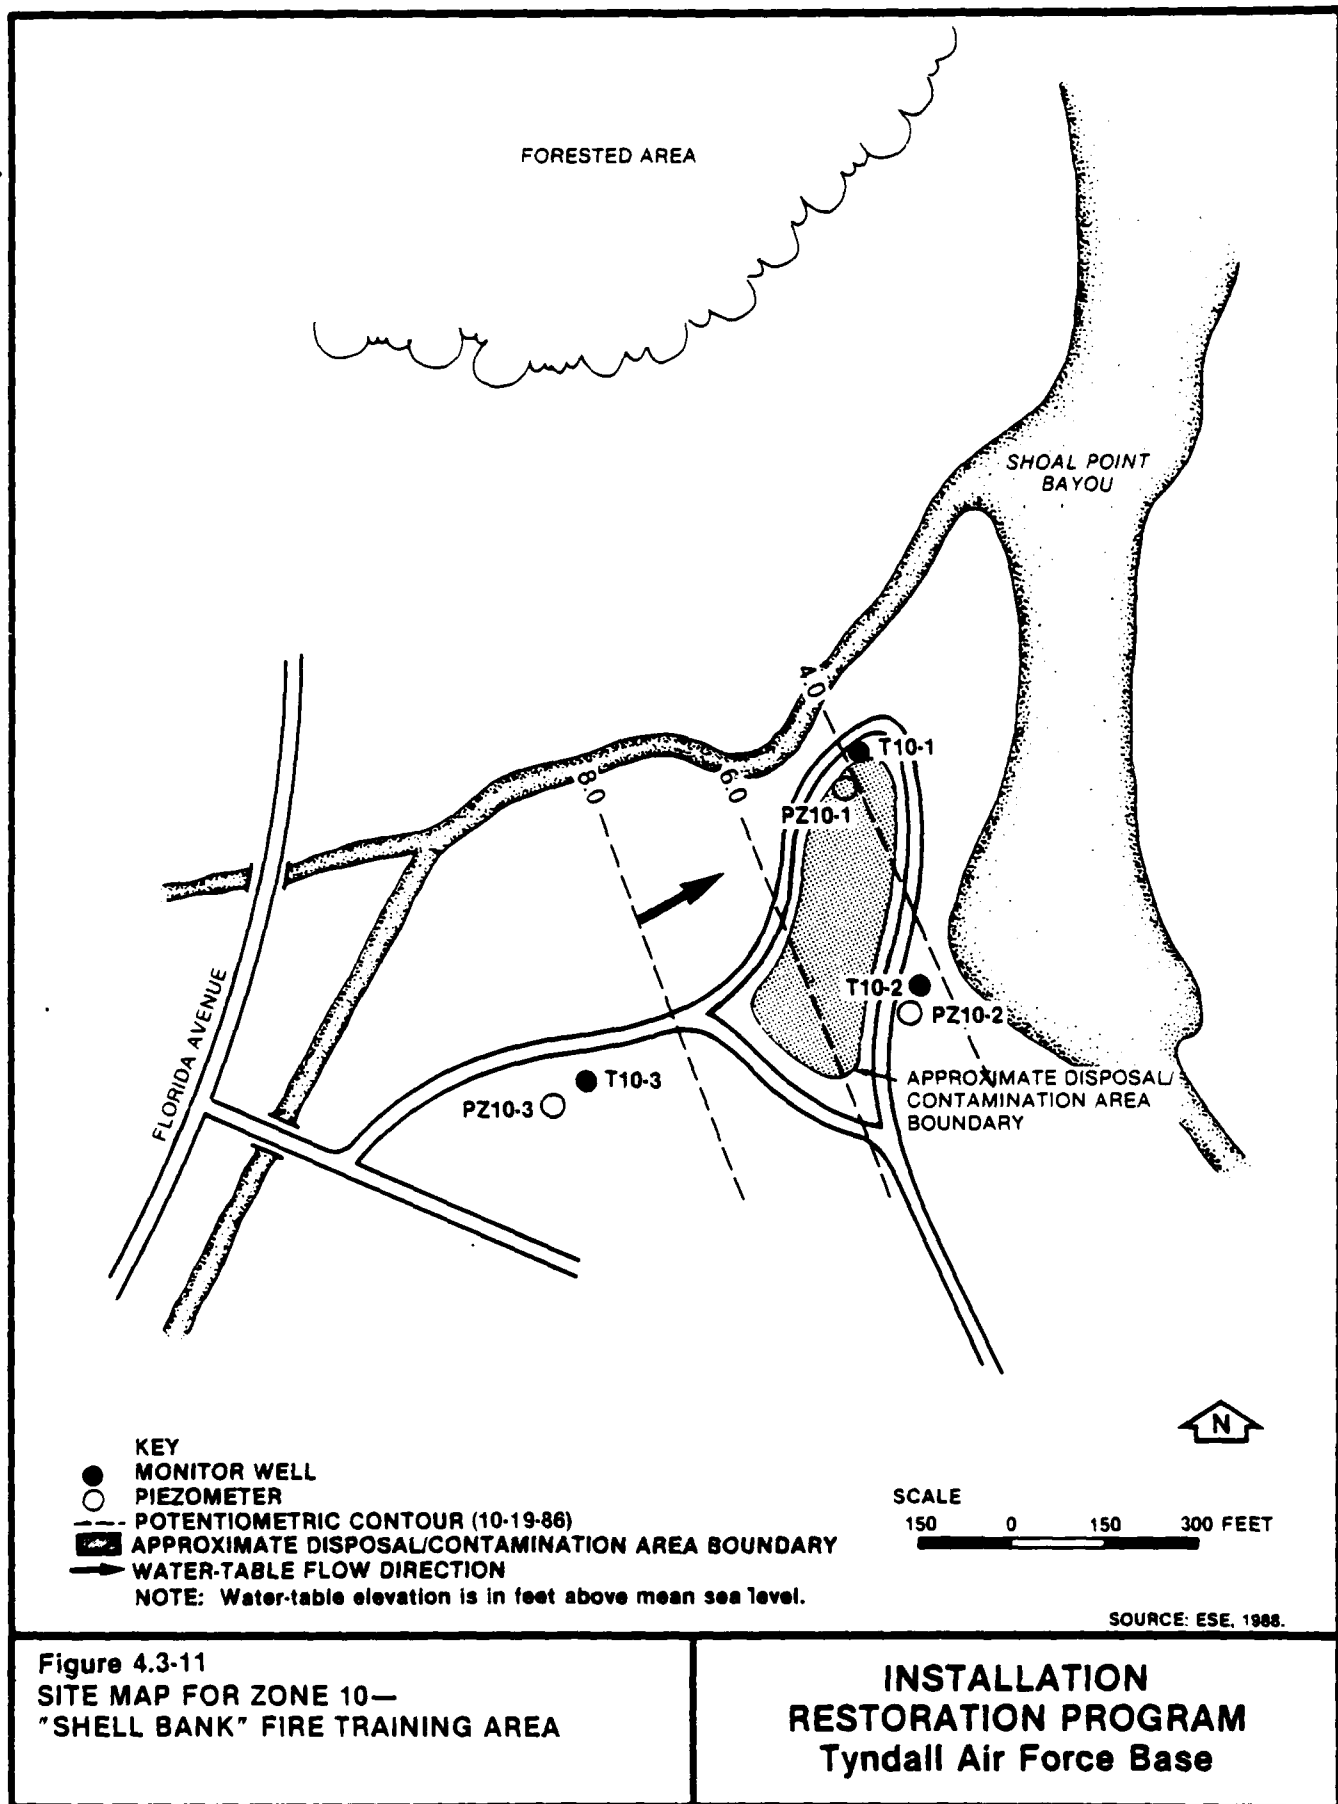 FORESTED AREA
SHOAL POINT
BAYOU
4.0
T10-1
8.0
6.0
PZ10-1
FLORIDA AVENUE
T10-2
PZ10-2
T10-3
PZ10-3
APPROXIMATE DISPOSAL/
CONTAMINATION AREA
BOUNDARY
N
KEY
MONITOR WELL
PIEZOMETER
POTENTIOMETRIC CONTOUR (10-19-86)
APPROXIMATE DISPOSAL/CONTAMINATION AREA BOUNDARY
WATER-TABLE FLOW DIRECTION
NOTE: Water-table elevation is in feet above mean sea level.
SCALE
150 0 150 300 FEET
SOURCE: ESE, 1988.
Figure 4.3-11
SITE MAP FOR ZONE 10—
"SHELL BANK" FIRE TRAINING AREA
INSTALLATION
RESTORATION PROGRAM
Tyndall Air Force Base